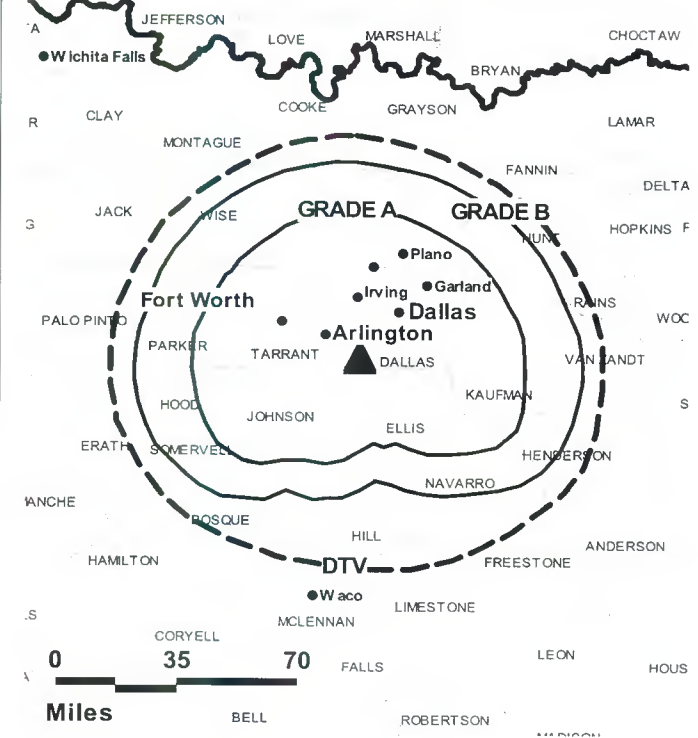 JEFFERSON
'A
LOVE
MARSHALL
CHOCTAW
Wichita Falls
BRYAN
COOKE
GRAYSON
CLAY
R
LAMAR
MONTAGUE
FANNIN
DELTA
JACK
WISE
GRADE A
GRADE B
G
HOPKINS
F
HUNT
Plano
Garland
Irving
Fort Worth
RAINS
Dallas
PALO PINTO
WOO
Arlington
PARKER
TARRANT
DALLAS
VAN ZANDT
KAUFMAN
HOOD
S
JOHNSON
ELLIS
ERATH
SOMERVELL
HENDERSON
NAVARRO
ANCHE
BOSQUE
HILL
ANDERSON
HAMILTON
DTV
FREESTONE
Waco
LIMESTONE
.S
MCLENNAN
CORYELL
0 35 70
LEON
FALLS
HOUS
A
Miles
BELL
ROBERTSON
MADISON